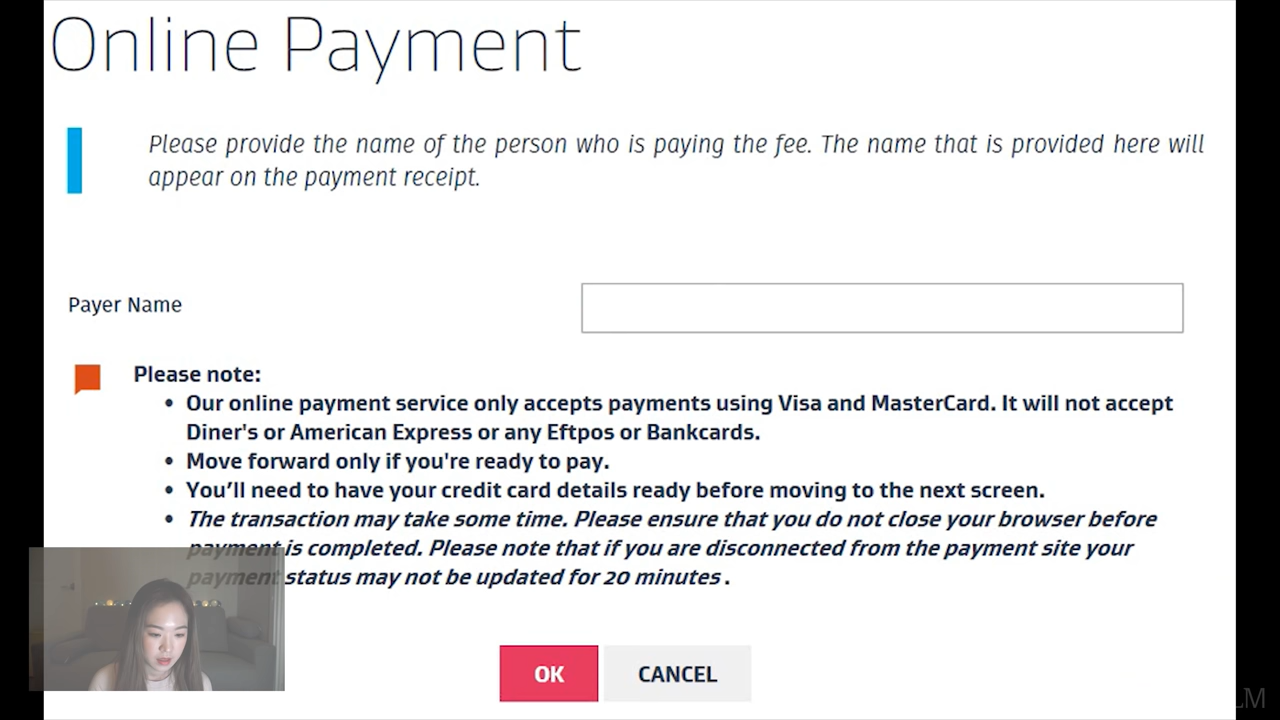 Online Payment
Please provide the name of the person who is paying the fee. The name that is provided here will
appear on the payment receipt.
Payer Name
Please note:
• Our online payment service only accepts payments using Visa and MasterCard. It will not accept
Diner's or American Express or any Eftpos or Bankcards.
• Move forward only if you're ready to pay.
• You’ll need to have your credit card details ready before moving to the next screen.
• The transaction may take some time. Please ensure that you do not close your browser before
payment is completed. Please note that if you are disconnected from the payment site your
payment status may not be updated for 20 minutes .
OK CANCEL